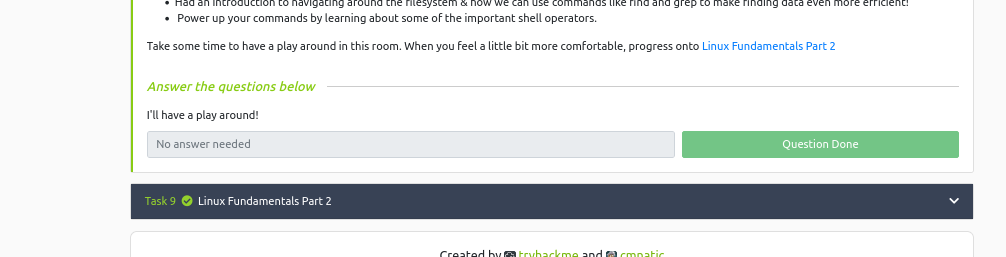 Had an introduction to navigating around the filesystem & how we can use commands like find and grep to make finding data even more efficient!
Power up your commands by learning about some of the important shell operators.
Take some time to have a play around in this room. When you feel a little bit more comfortable, progress onto Linux Fundamentals Part 2
Answer the questions below
I'll have a play around!
No answer needed
Question Done
Task 9 Linux Fundamentals Part 2
Created by tryhackme and cmnatic